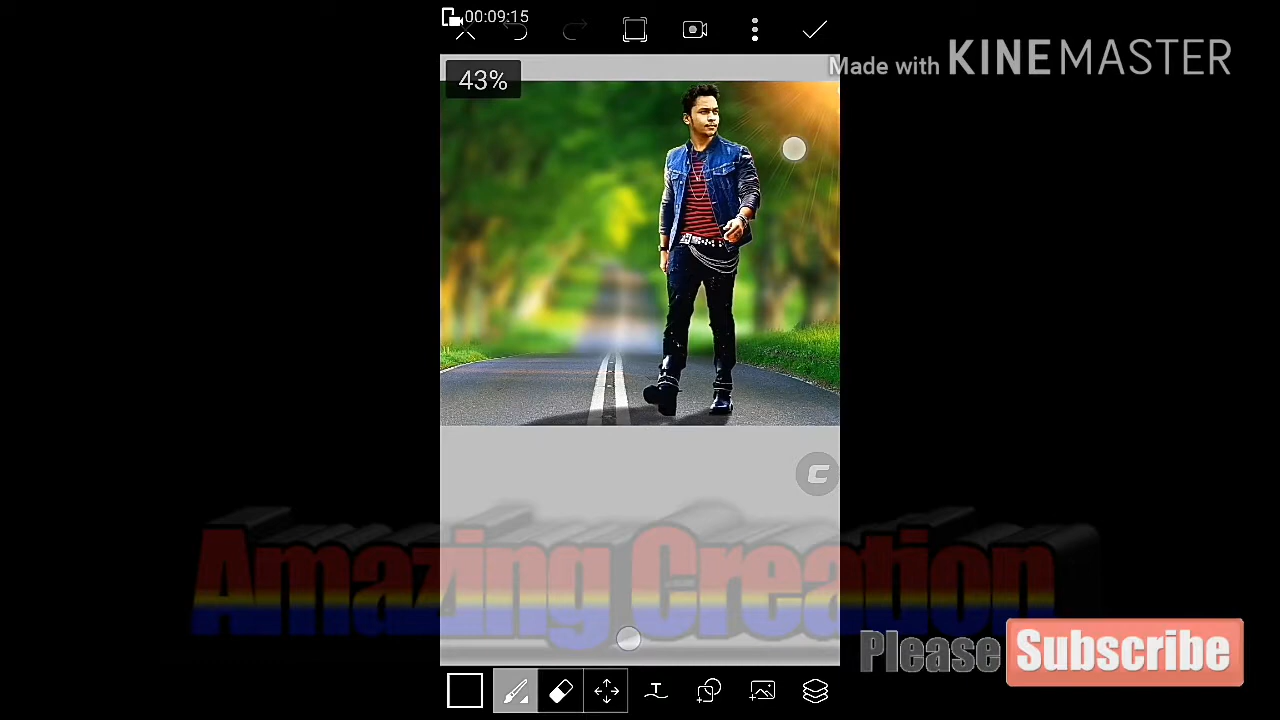 00:09:15
Made with KINEMASTER
43%
Amazing Creation
Please Subscribe